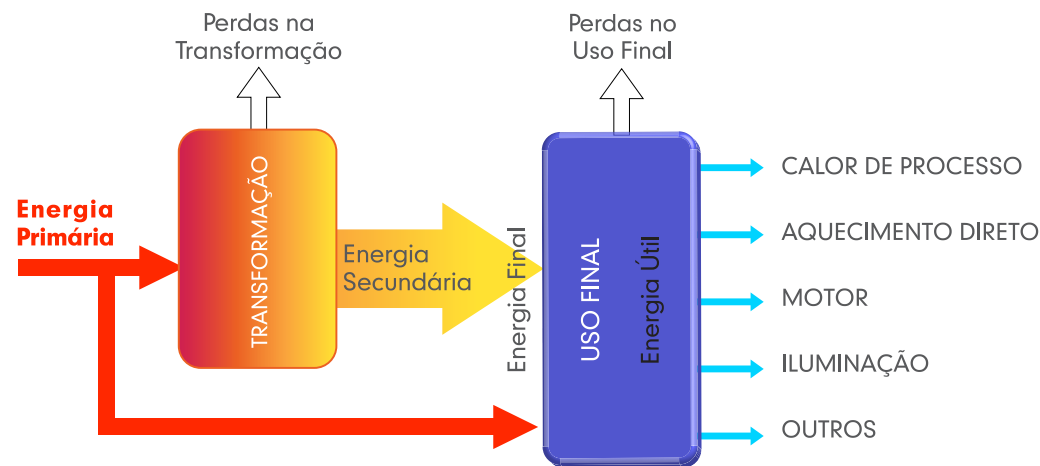 Perdas na
Transformação
Perdas no
Uso Final
Energia
Primária
TRANSFORMAÇÃO
Energia
Secundária
Energia Final
USO FINAL
Energia Útil
CALOR DE PROCESSO
AQUECIMENTO DIRETO
MOTOR
ILUMINAÇÃO
OUTROS